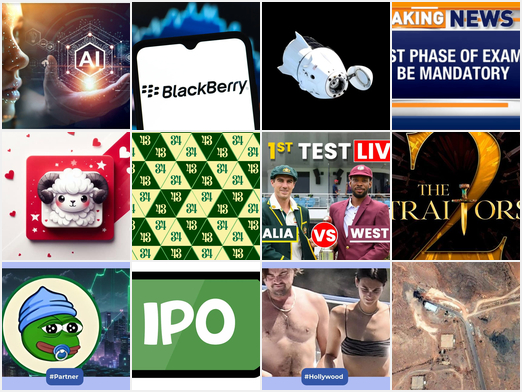 AI
BlackBerry
AKING NEWS
ST PHASE OF EXAM
BE MANDATORY
1ST TEST LIV
ALIA VS WEST
THE
TRAITORS
2
#Partner
IPO
#Hollywood